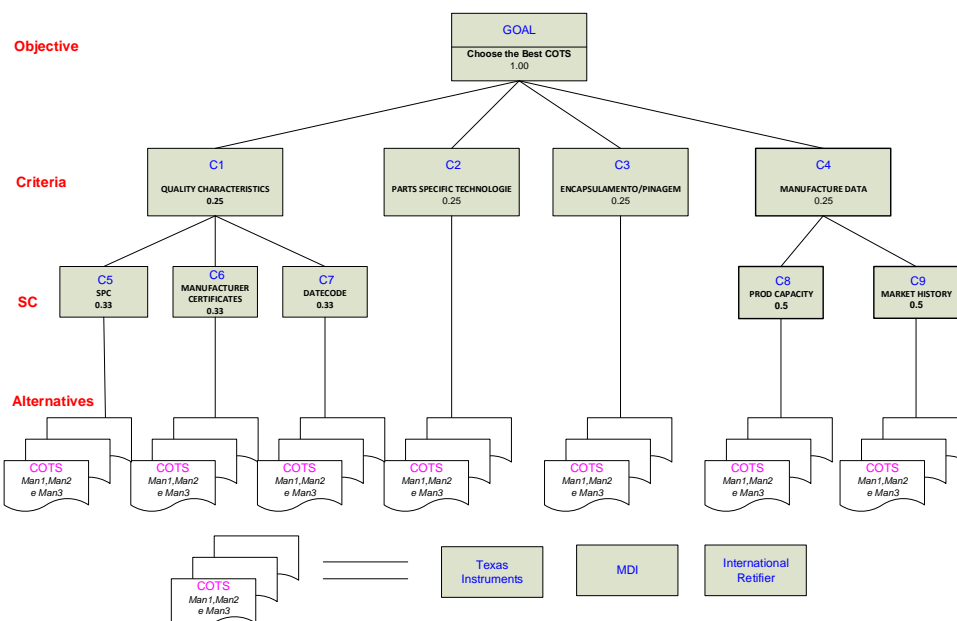 GOAL
Objective
Choose the Best COTS
1.00
C1
C2
C3
C4
Criteria
QUALITY CHARACTERISTICS
0.25
PARTS SPECIFIC TECHNOLOGIE
0.25
ENCAPSULAMENTO/PINAGEM
0.25
MANUFACTURE DATA
0.25
SC
C5
SPC
0.33
C6
MANUFACTURER
CERTIFICATES
0.33
C7
DATECODE
0.33
C8
PROD CAPACITY
0.5
C9
MARKET HISTORY
0.5
Alternatives
COTS
Man1,Man2
e Man3
COTS
Man1,Man2
e Man3
COTS
Man1,Man2
e Man3
COTS
Man1,Man2
e Man3
COTS
Man1,Man2
e Man3
COTS
Man1,Man2
e Man3
COTS
Man1,Man2
e Man3
COTS
Man1,Man2
e Man3
Texas
Instruments
MDI
International
Retifier